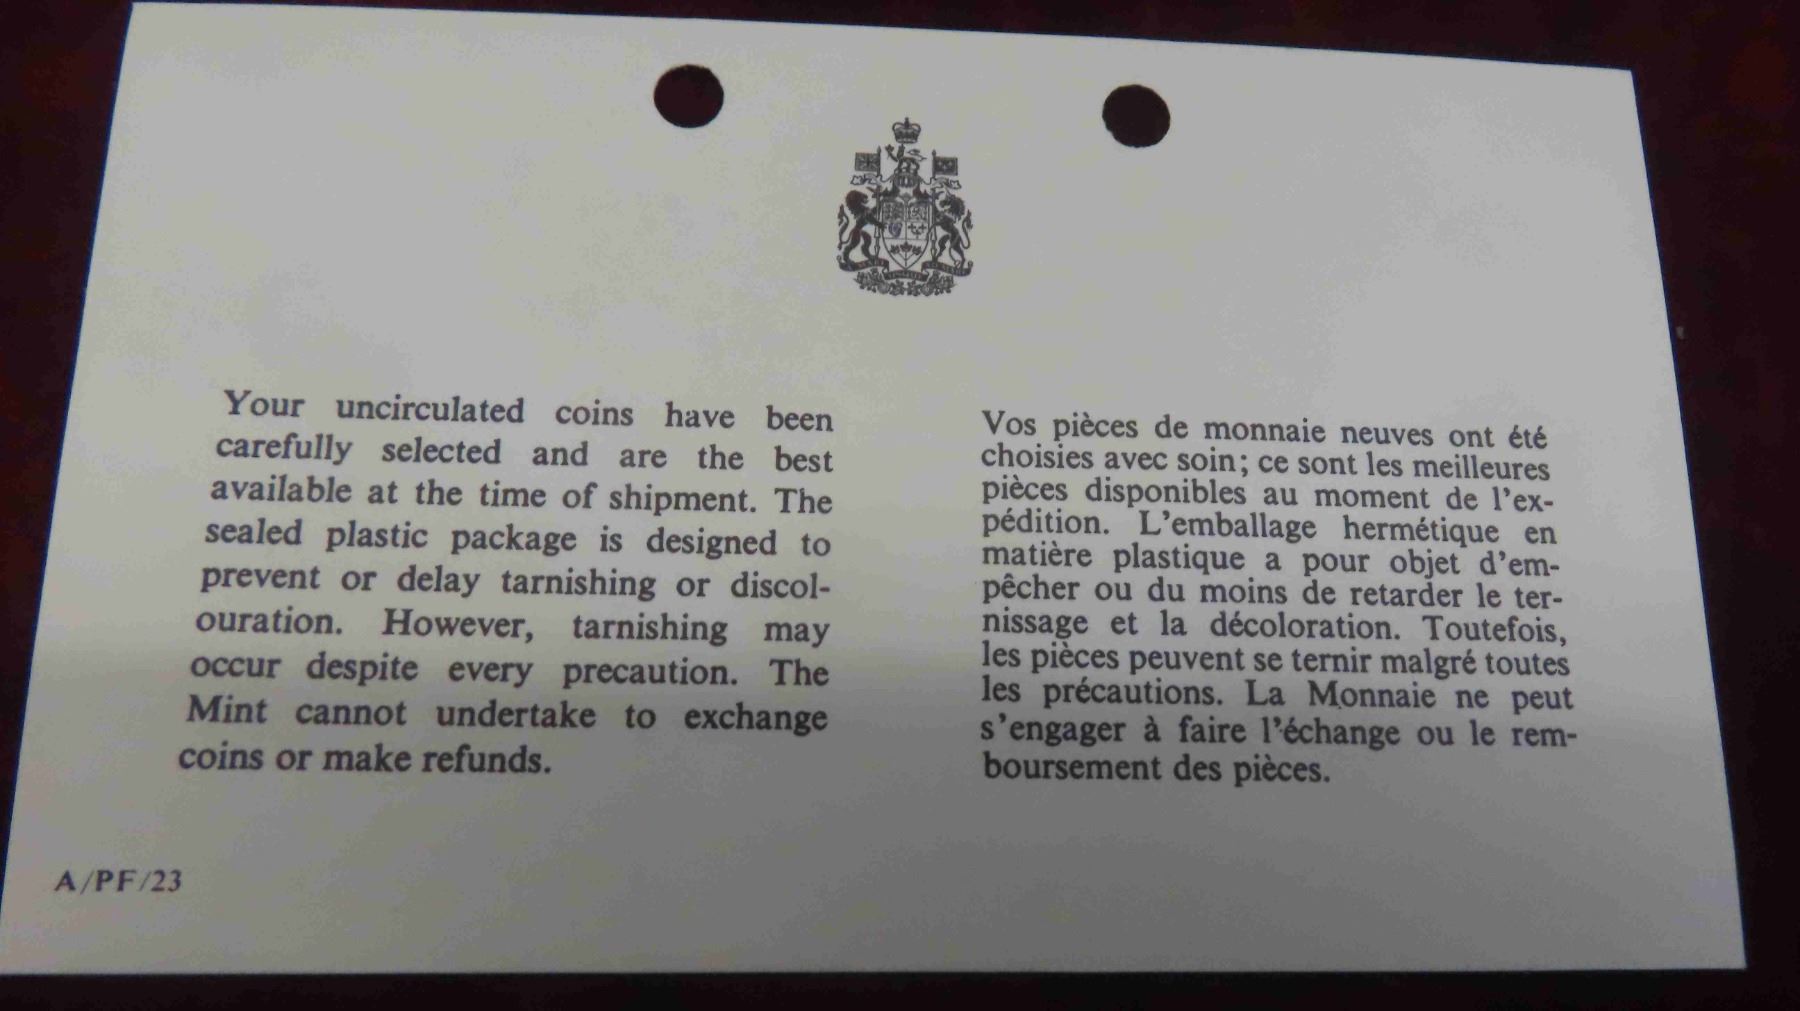 Your uncirculated coins have been
carefully selected and are the best
available at the time of shipment. The
sealed plastic package is designed to
prevent or delay tarnishing or discol-
ouration. However, tarnishing may
occur despite every precaution. The
Mint cannot undertake to exchange
coins or make refunds.
Vos pièces de monnaie neuves ont été
choisies avec soin; ce sont les meilleures
pièces disponibles au moment de l'ex-
pédition. L'emballage hermétique en
matière plastique a pour objet d'em-
pêcher ou du moins de retarder le ter-
nissage et la décoloration. Toutefois,
les pièces peuvent se ternir malgré toutes
les précautions. La Monnaie ne peut
s'engager à faire l'échange ou le rem-
boursement des pièces.
A/PF/23